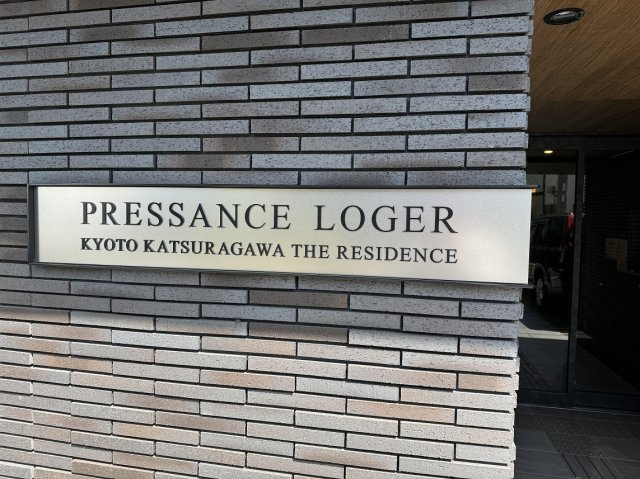 PRESSANCE LOGER
KYOTO KATSURAGAWA THE RESIDENCE